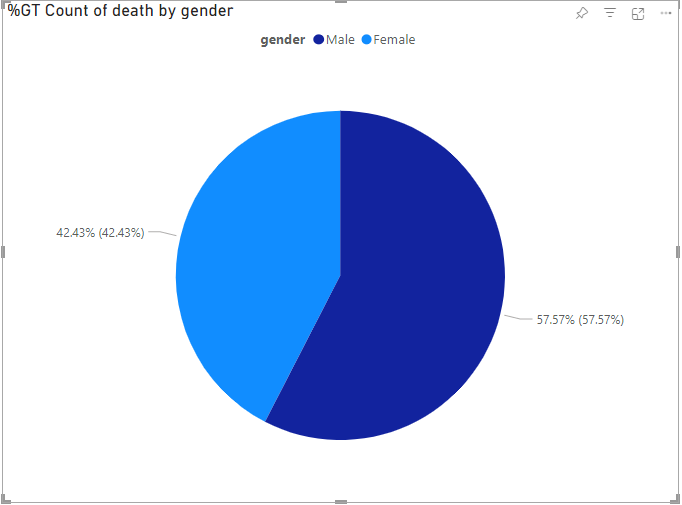 %GT Count of death by gender
gender Male Female
42.43% (42.43%)
57.57% (57.57%)